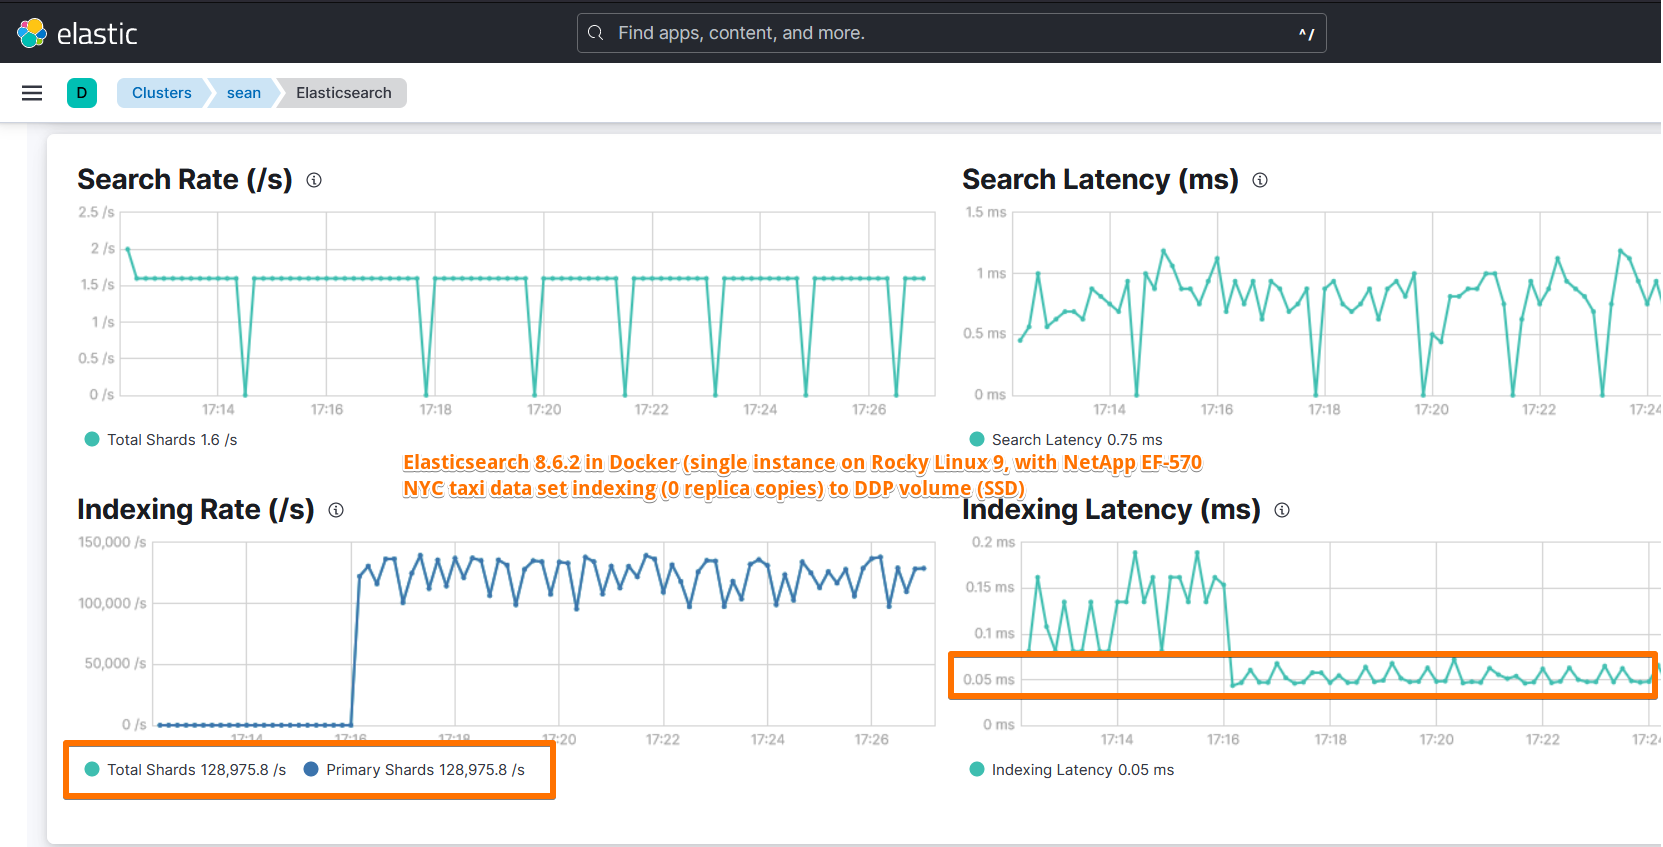 elastic
Find apps, content, and more.
^/
D
Clusters
sean
Elasticsearch
Search Rate (/s)
2.5 /s
2 /s
1.5 /s
1 /s
0.5 /s
0 /s
17:14 17:16 17:18 17:20 17:22 17:24 17:26
Total Shards 1.6 /s
Search Latency (ms)
1.5 ms
1 ms
0.5 ms
0 ms
17:14 17:16 17:18 17:20 17:22 17:24
Search Latency 0.75 ms
Elasticsearch 8.6.2 in Docker (single instance on Rocky Linux 9, with NetApp EF-570
NYC taxi data set indexing (0 replica copies) to DDP volume (SSD)
Indexing Rate (/s)
150,000 /s
100,000 /s
50,000 /s
0 /s
17:14 17:16 17:18 17:20 17:22 17:24 17:26
Total Shards 128,975.8 /s Primary Shards 128,975.8 /s
Indexing Latency (ms)
0.2 ms
0.15 ms
0.1 ms
0.05 ms
0 ms
17:14 17:16 17:18 17:20 17:22 17:24
Indexing Latency 0.05 ms